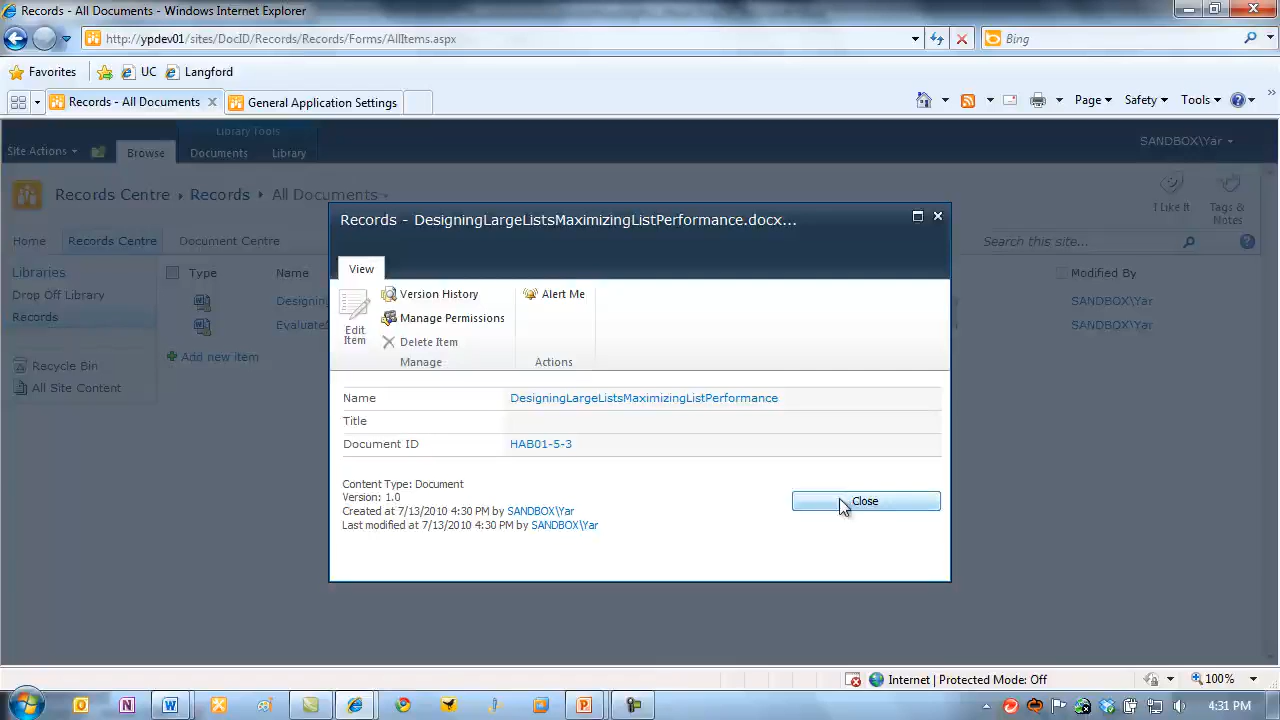 Records - All Documents - Windows Internet Explorer
http://ypdev01/sites/DocID/Records/Records/Forms/AllItems.aspx
Bing
Favorites
UC
Langford
Records - All Documents
General Application Settings
Page
Safety
Tools
Library Tools
Site Actions
Browse
Documents
Library
SANDBOX\Yar
Records Centre
Records
All Documents
I Like It
Tags & Notes
Home
Records Centre
Document Centre
Search this site...
Libraries
Drop Off Library
Records
Recycle Bin
All Site Content
Type
Name
Modified By
Designin
SANDBOX\Yar
Evaluate
SANDBOX\Yar
Add new item
Records - DesigningLargeListsMaximizingListPerformance.docx...
View
Edit Item
Version History
Manage Permissions
Delete Item
Manage
Alert Me
Actions
Name DesigningLargeListsMaximizingListPerformance
Title
Document ID HAB01-5-3
Content Type: Document
Version: 1.0
Created at 7/13/2010 4:30 PM by SANDBOX\Yar
Last modified at 7/13/2010 4:30 PM by SANDBOX\Yar
Close
Internet | Protected Mode: Off
100%
4:31 PM